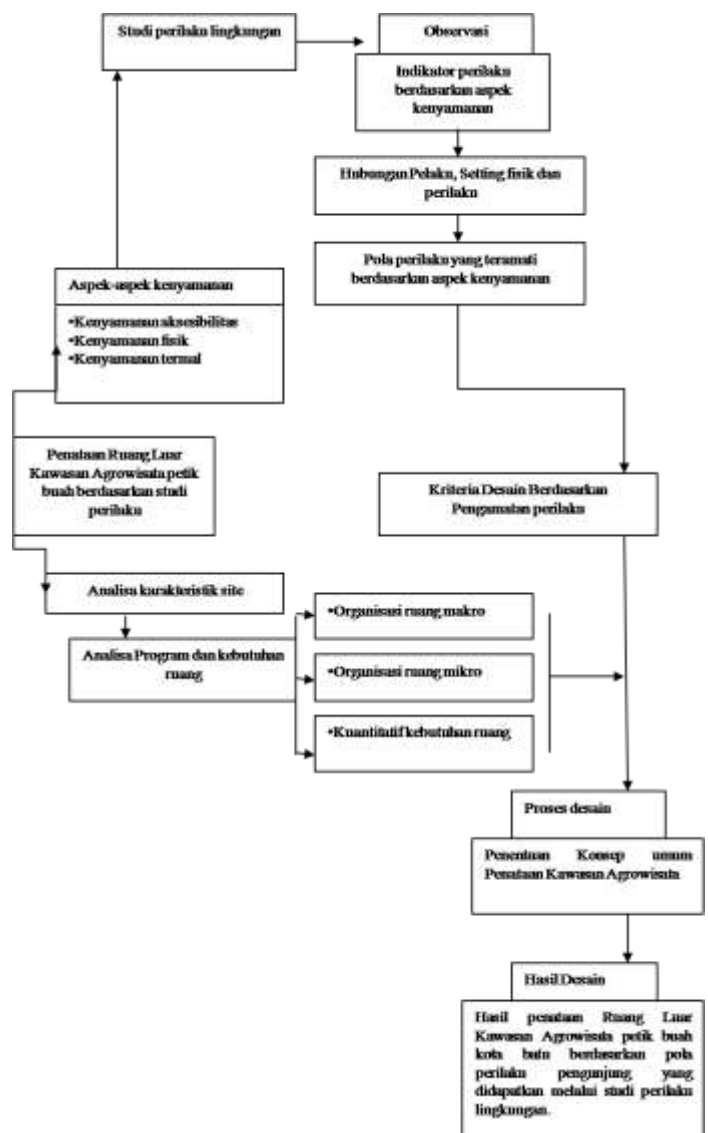 Studi perilaku lingkungan
Observasi
Indikator perilaku
berdasarkan aspek
kenyamanan
Hubungan Pelaku, Setting fisik dan
perilaku
Pola perilaku yang teramati
berdasarkan aspek kenyamanan
Aspek-aspek kenyamanan
•Kenyamanan aksesibilitas
•Kenyamanan fisik
•Kenyamanan termal
Penataan Ruang Luar
Kawasan Agrowisata petik
buah berdasarkan studi
perilaku
Kriteria Desain Berdasarkan
Pengamatan perilaku
Analisa karakteristik site
Analisa Program dan kebutuhan
ruang
•Organisasi ruang makro
•Organisasi ruang mikro
•Kuantitatif kebutuhan ruang
Proses desain
Penentuan Konsep umum
Penataan Kawasan Agrowisata
Hasil Desain
Hasil penataan Ruang Luar
Kawasan Agrowisata petik buah
kota batu berdasarkan pola
perilaku pengunjung yang
didapatkan melalui studi perilaku
lingkungan.